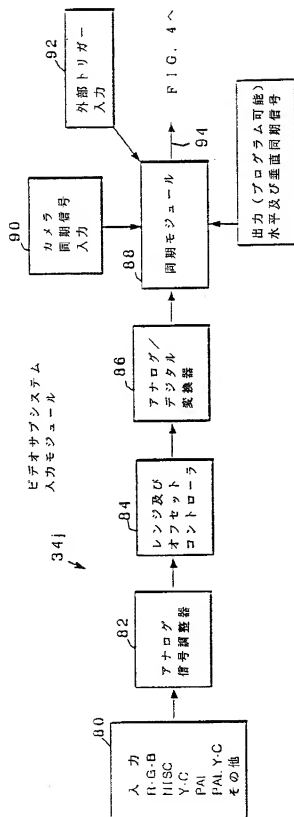 ビデオサブシステム
入力モジュール
34j
80
入力
R·G·B
NISC
Y·C
PAI
PAI. Y·C
その他
82
アナログ
信号調整器
84
レンジ及び
オフセット
コントローラ
86
アナログ/
デジタル
変換器
88
同期モジュール
90
カメラ
同期信号
入力
92
外部トリガー
入力
94
FIG. 4へ
出力(プログラム可能)
水平及び垂直同期信号